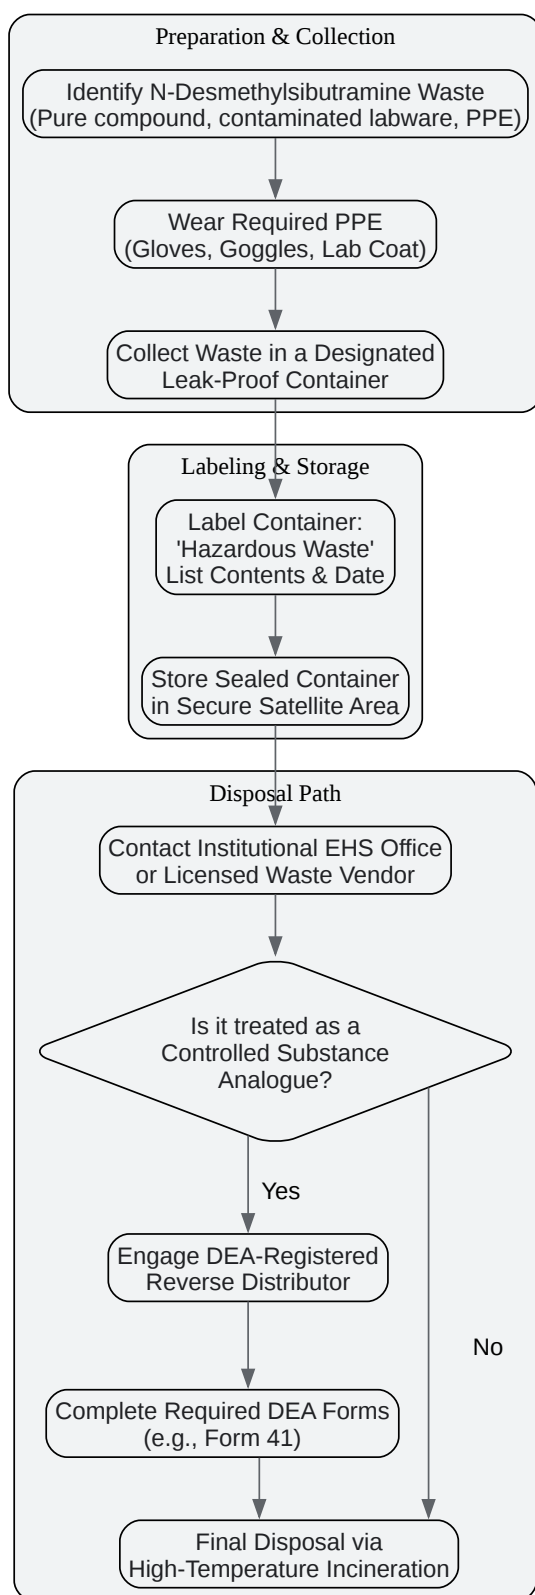 Preparation & Collection
Identify N-Desmethylsibutramine Waste
(Pure compound, contaminated labware, PPE)
Wear Required PPE
(Gloves, Goggles, Lab Coat)
Collect Waste in a Designated
Leak-Proof Container
Labeling & Storage
Label Container:
'Hazardous Waste'
List Contents & Date
Store Sealed Container
in Secure Satellite Area
Disposal Path
Contact Institutional EHS Office
or Licensed Waste Vendor
Is it treated as a
Controlled Substance
Analogue?
Yes
Engage DEA-Registered
Reverse Distributor
No
Complete Required DEA Forms
(e.g., Form 41)
Final Disposal via
High-Temperature Incineration